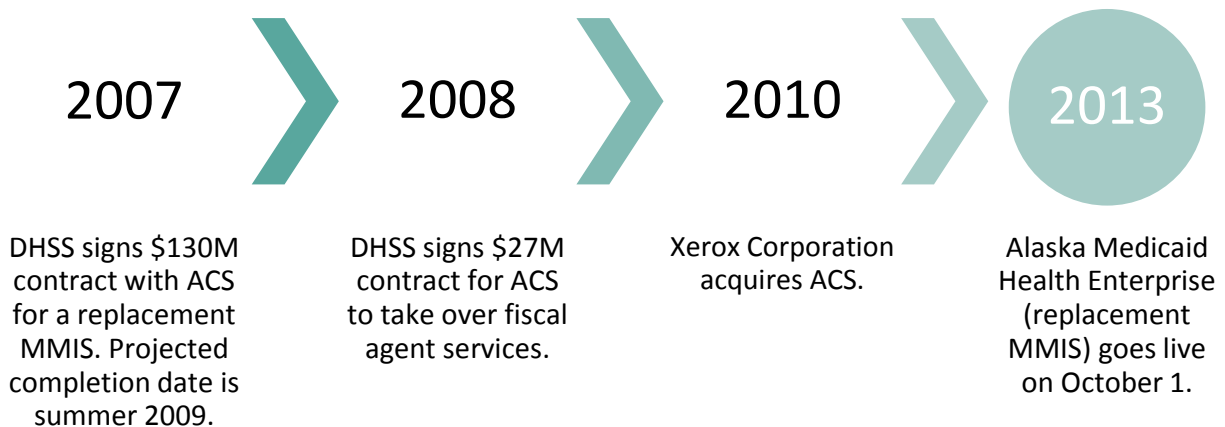 2007
2008
2010
2013
DHSS signs $130M
contract with ACS
for a replacement
MMIS. Projected
completion date is
summer 2009.
DHSS signs $27M
contract for ACS
to take over fiscal
agent services.
Xerox Corporation
acquires ACS.
Alaska Medicaid
Health Enterprise
(replacement
MMIS) goes live
on October 1.